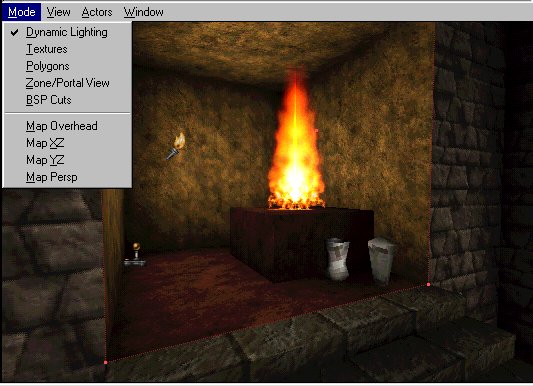 Mode View Actors Window
Dynamic Lighting
Textures
Polygons
Zone/Portal View
BSP Cuts
Map Overhead
Map XZ
Map YZ
Map Persp